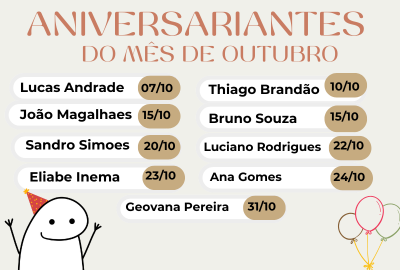 ANIVERSARIANTES
DO MÊS DE OUTUBRO
Lucas Andrade 07/10
João Magalhaes 15/10
Sandro Simoes 20/10
Eliabe Inema 23/10
Thiago Brandão 10/10
Bruno Souza 15/10
Luciano Rodrigues 22/10
Ana Gomes 24/10
Geovana Pereira 31/10